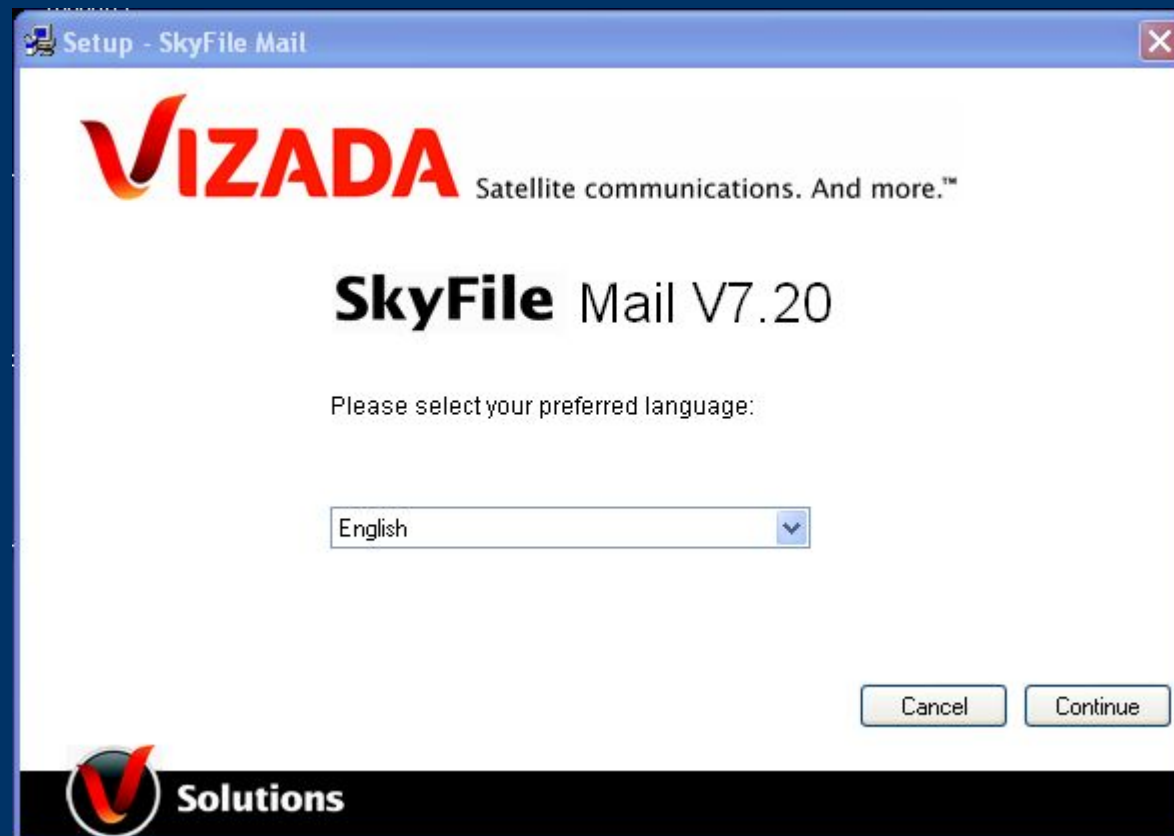 Setup - SkyFile Mail
VIZADA Satellite communications. And more.™
SkyFile Mail V7.20
Please select your preferred language:
English
Cancel Continue
Solutions